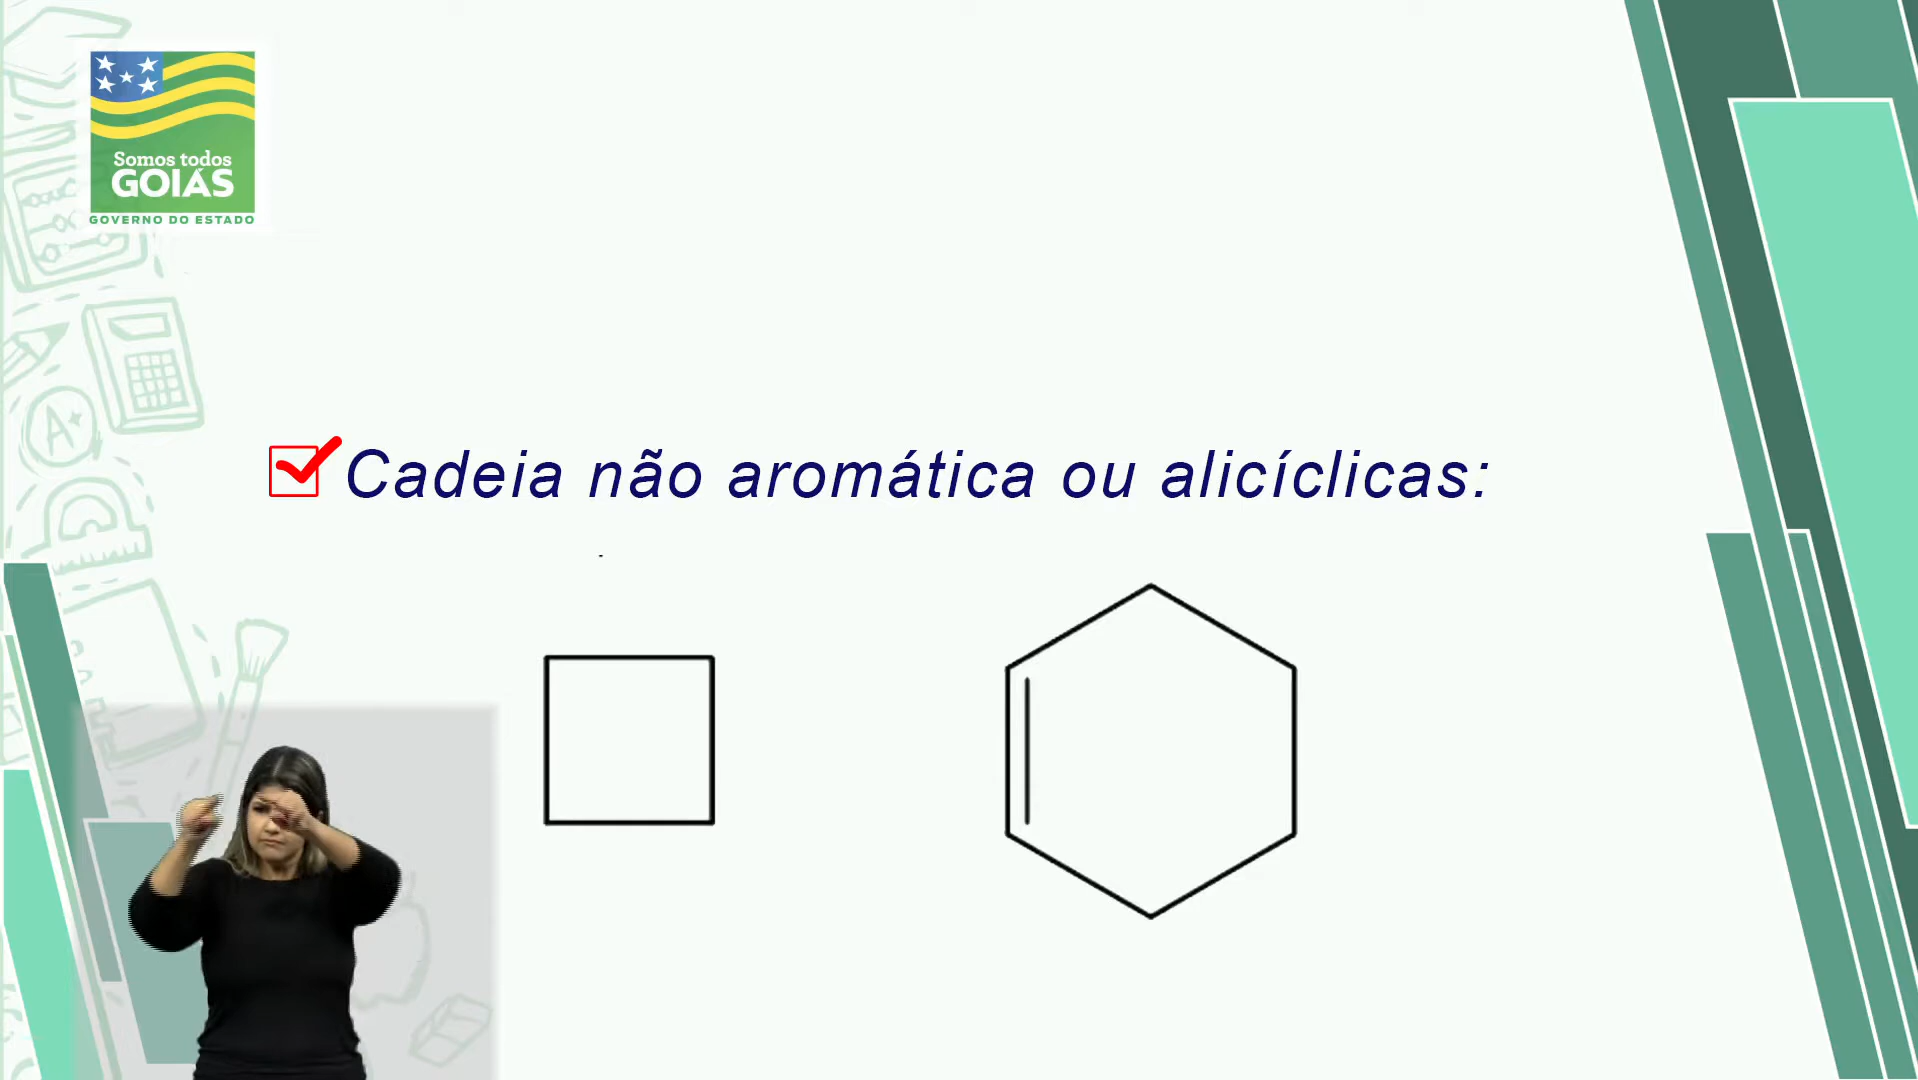 Somos todos
GOIÁS
GOVERNO DO ESTADO
Cadeia não aromática ou alicíclicas:
A+